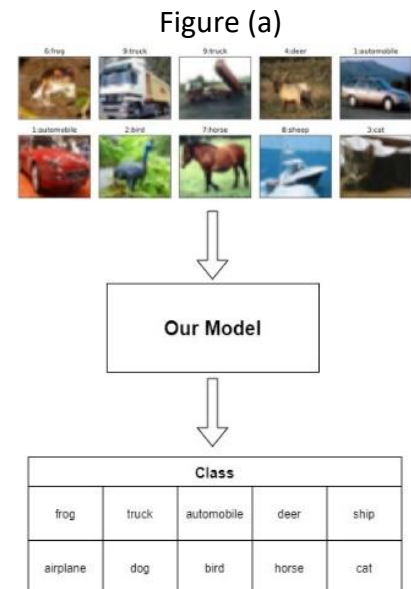 Figure (a)
6:frog 9:truck 9:truck 4:deer 1:automobile
1:automobile 2:bird 7:horse 8:sheep 3:cat
Our Model
Class
frog truck automobile deer ship
airplane dog bird horse cat